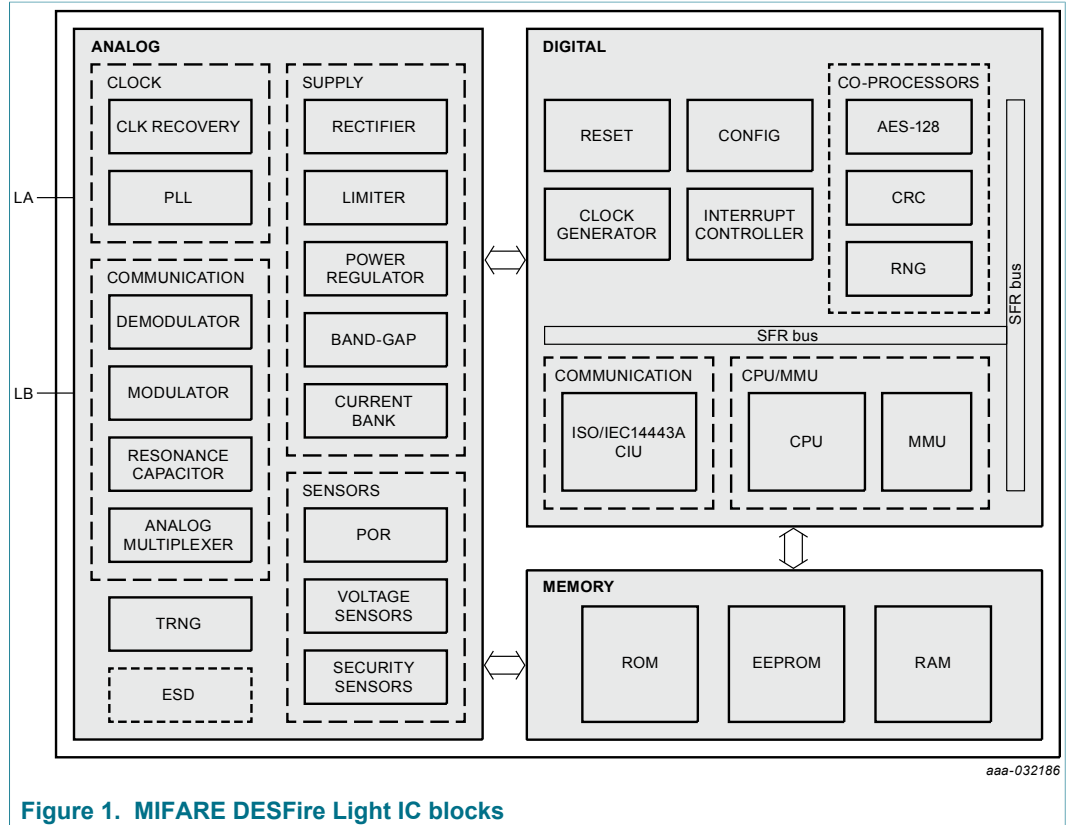 ANALOG
CLOCK
CLK RECOVERY
PLL
COMMUNICATION
DEMODULATOR
MODULATOR
RESONANCE
CAPACITOR
ANALOG
MULTIPLEXER
TRNG
ESD
SUPPLY
RECTIFIER
LIMITER
POWER
REGULATOR
BAND-GAP
CURRENT
BANK
SENSORS
POR
VOLTAGE
SENSORS
SECURITY
SENSORS
LA
LB
DIGITAL
RESET
CONFIG
CLOCK
GENERATOR
INTERRUPT
CONTROLLER
CO-PROCESSORS
AES-128
CRC
RNG
SFR bus
SFR bus
COMMUNICATION
ISO/IEC14443A
CIU
CPU/MMU
CPU
MMU
MEMORY
ROM
EEPROM
RAM
aaa-032186
Figure 1. MIFARE DESFire Light IC blocks